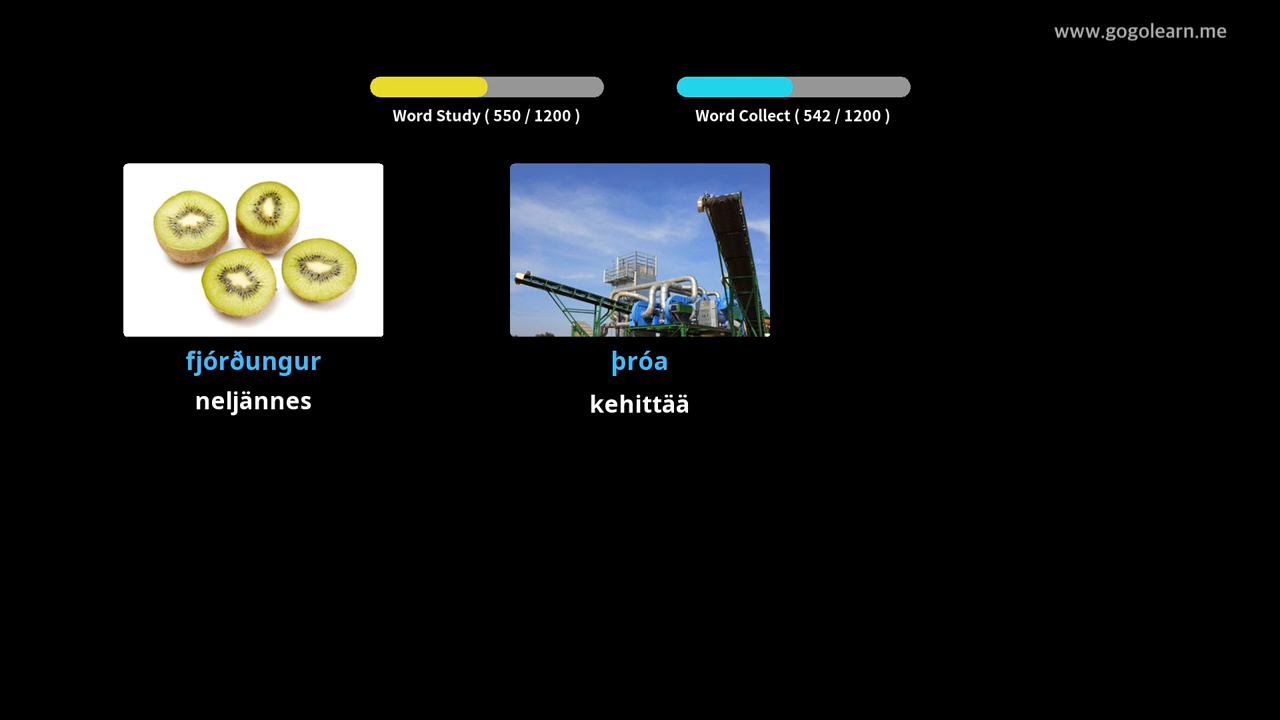 www.gogolearn.me
Word Study ( 550 / 1200 )
Word Collect ( 542 / 1200 )
fjórðungur
neljännes
þróa
kehittää